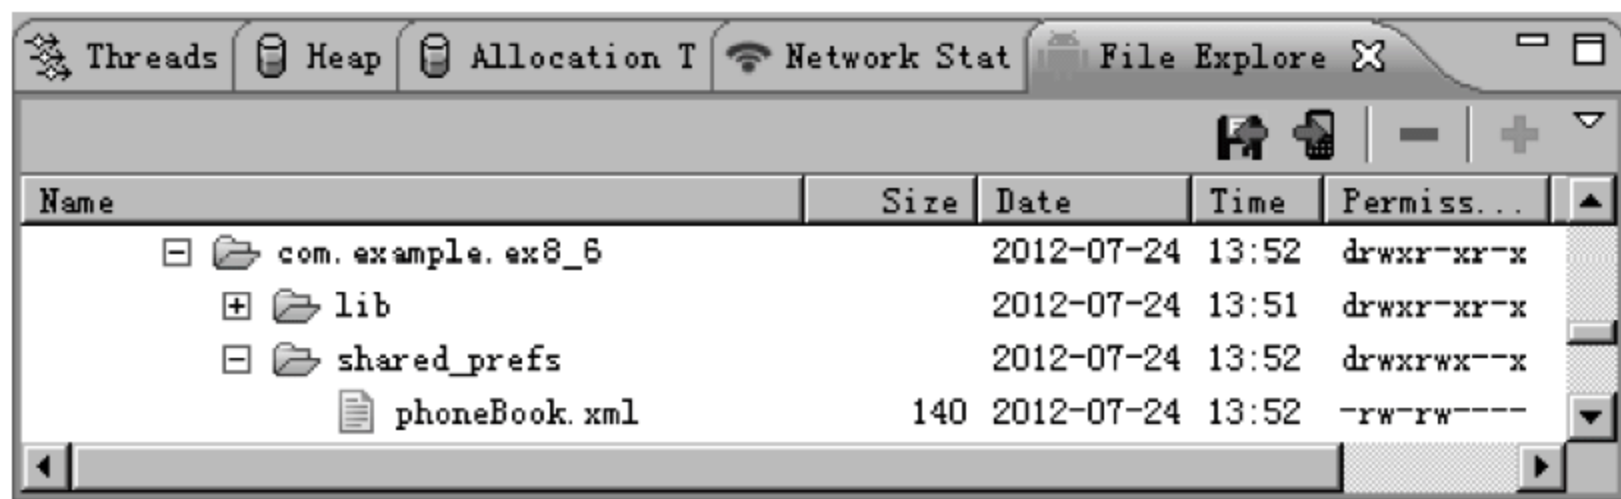 Threads Heap Allocation T Network Stat File Explore
Name Size Date Time Permiss...
com.example.ex8_6 2012-07-24 13:52 drwxr-xr-x
lib 2012-07-24 13:51 drwxr-xr-x
shared_prefs 2012-07-24 13:52 drwxrwx--x
phoneBook.xml 140 2012-07-24 13:52 -rw-rw----